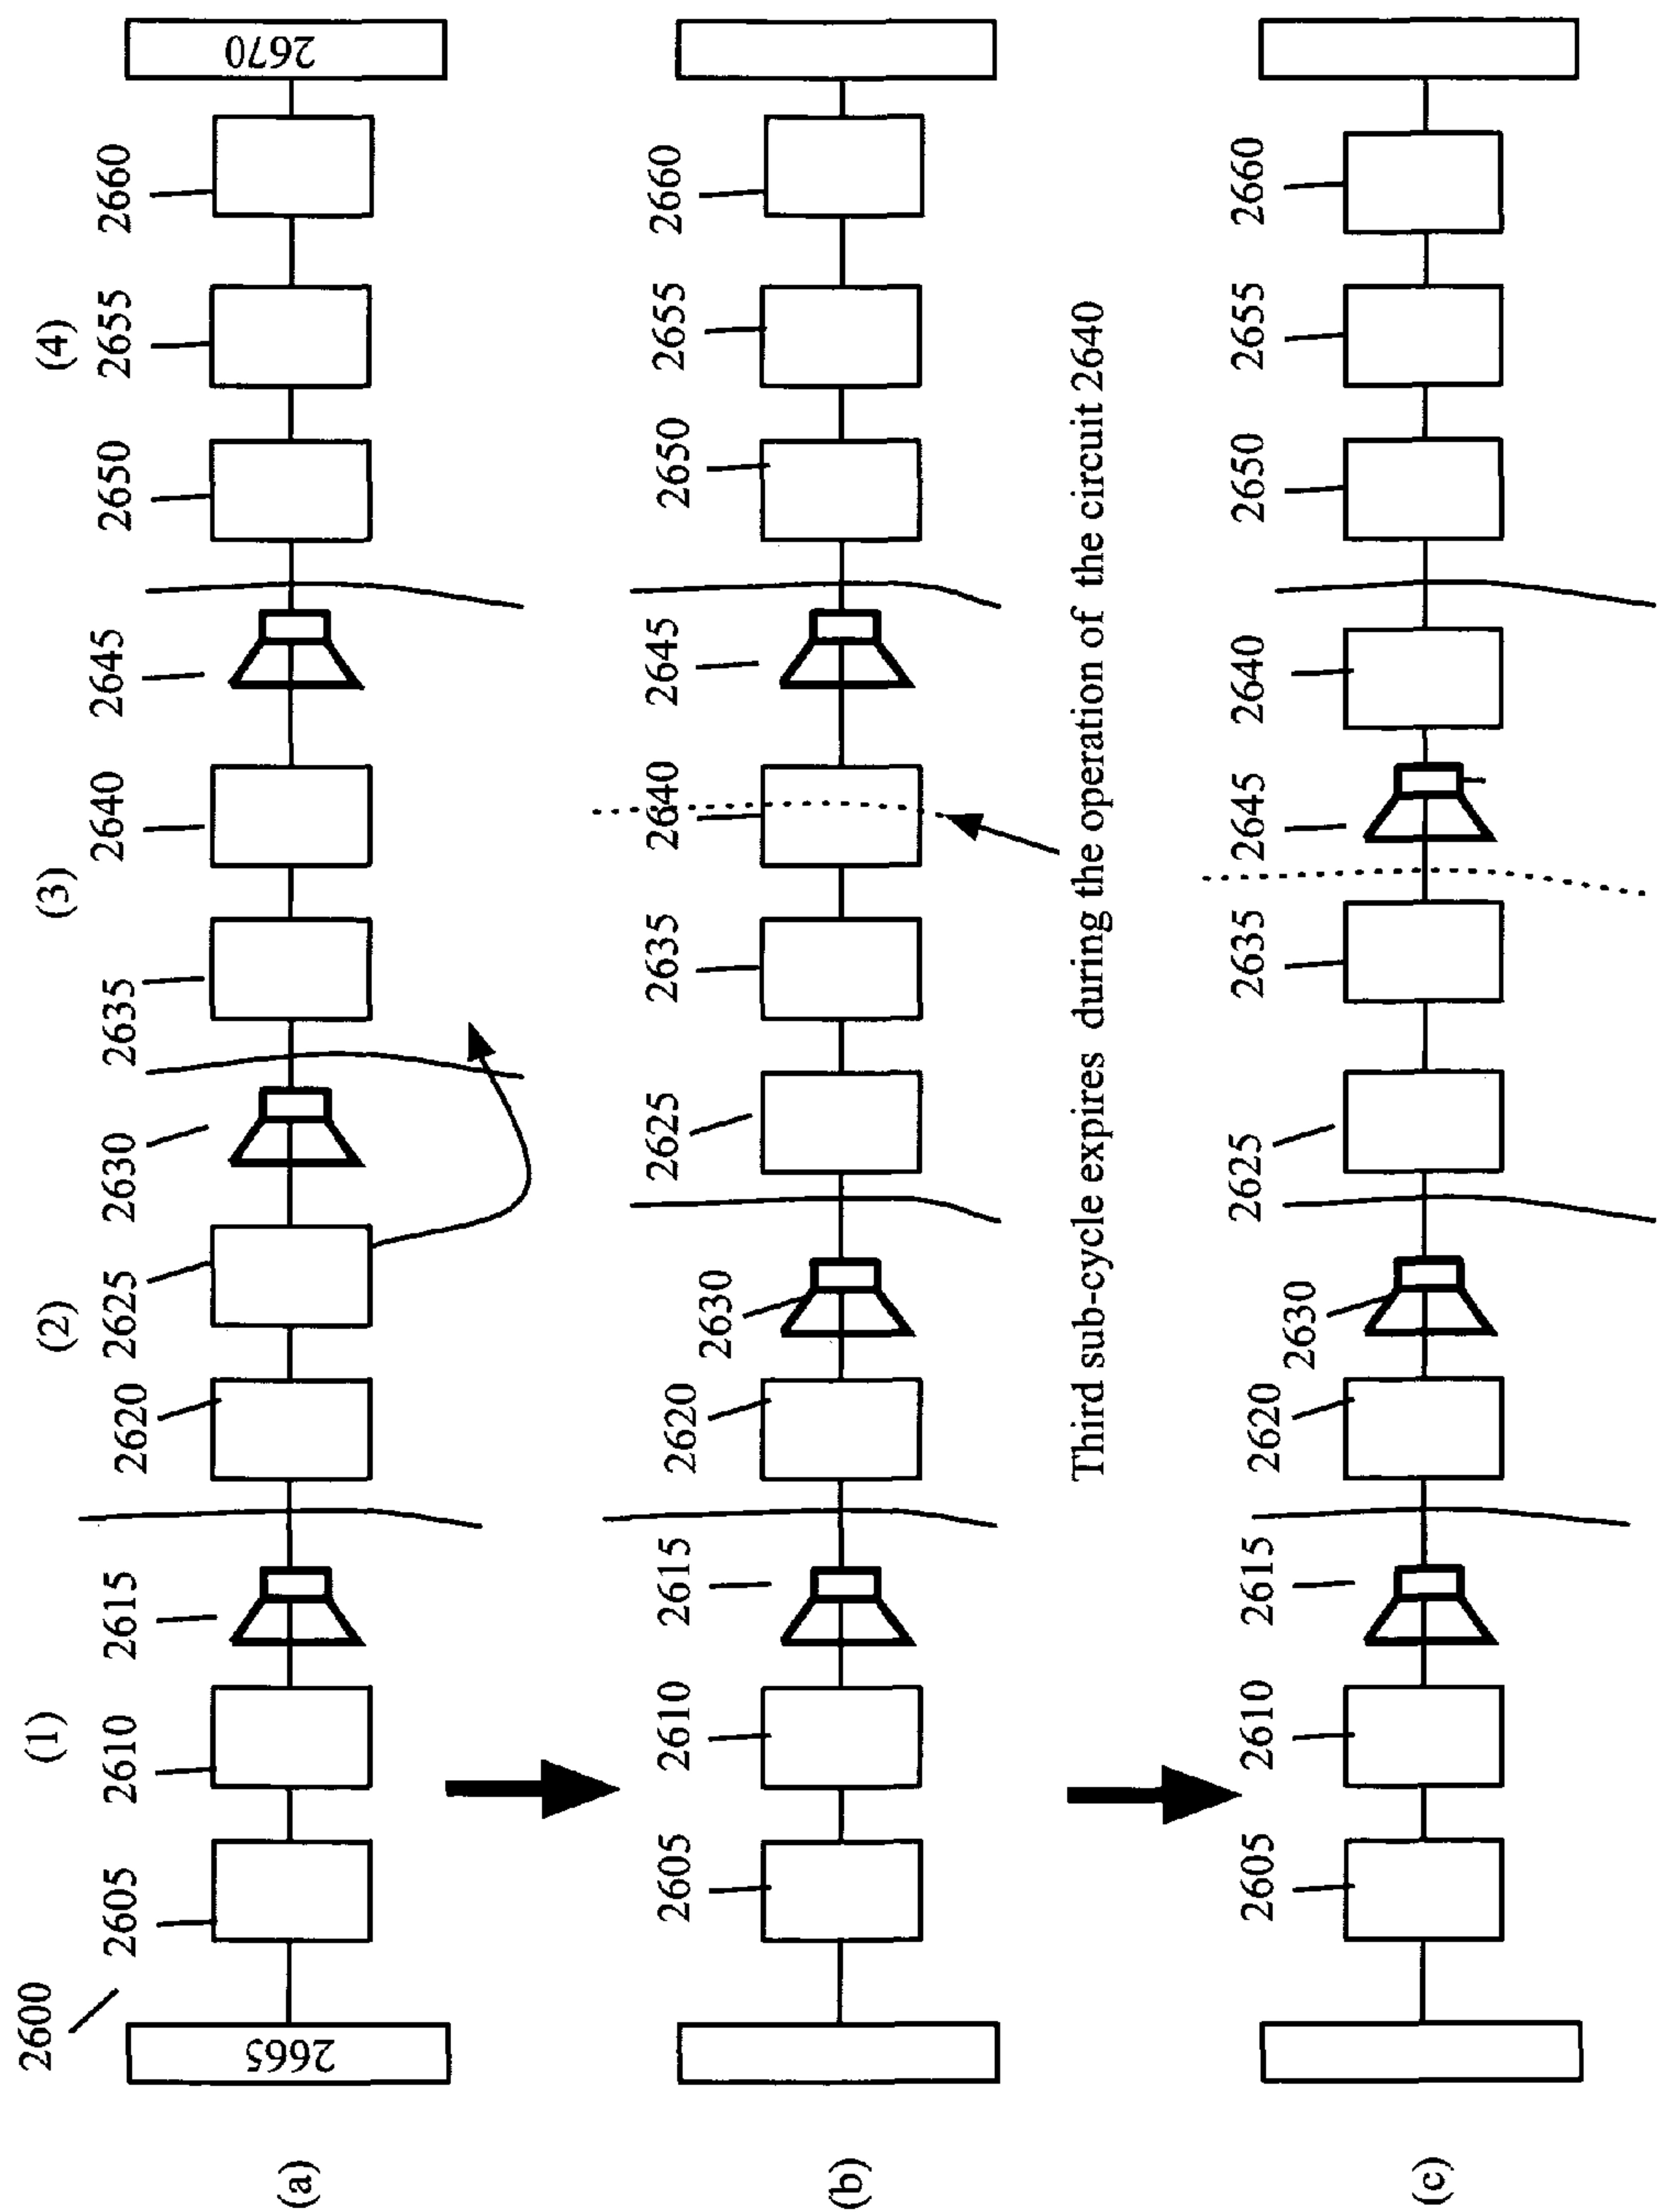 2600
(1) (2) (3) (4)
2605 2610 2615 2620 2625 2630 2635 2640 2645 2650 2655 2660
(a) 2665 2670
2605 2610 2615 2620 2630 2625 2635 2640 2645 2650 2655 2660
(b)
Third sub-cycle expires during the operation of the circuit 2640
2605 2610 2615 2620 2630 2625 2635 2645 2640 2650 2655 2660
(c)